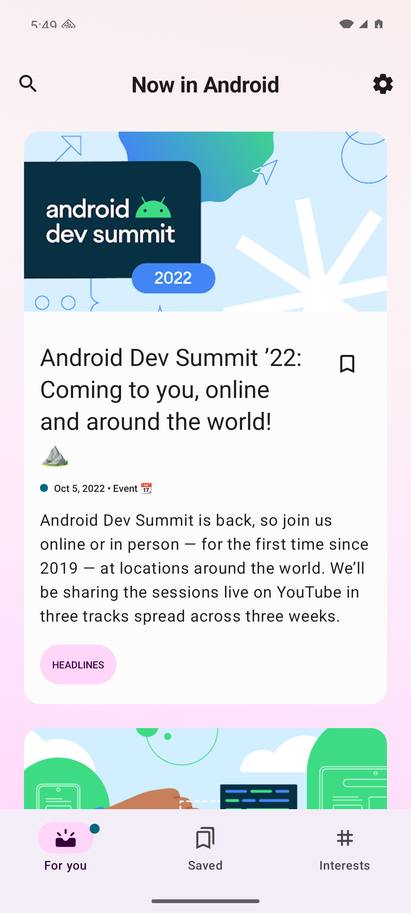 5:49
Now in Android
android
dev summit
2022
Android Dev Summit ’22:
Coming to you, online
and around the world!
⛰️
Oct 5, 2022 • Event 📆
Android Dev Summit is back, so join us
online or in person — for the first time since
2019 — at locations around the world. We’ll
be sharing the sessions live on YouTube in
three tracks spread across three weeks.
HEADLINES
For you
Saved
Interests